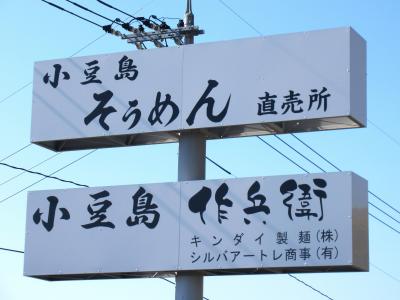 小豆島
そうめん 直売所
小豆島 作兵衛
キンダイ製麺(株)
シルバアートレ商事(有)